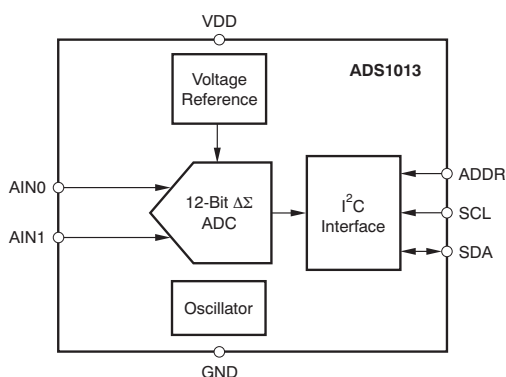 VDD
ADS1013
Voltage
Reference
AIN0
AIN1
12-Bit ΔΣ
ADC
I²C
Interface
ADDR
SCL
SDA
Oscillator
GND